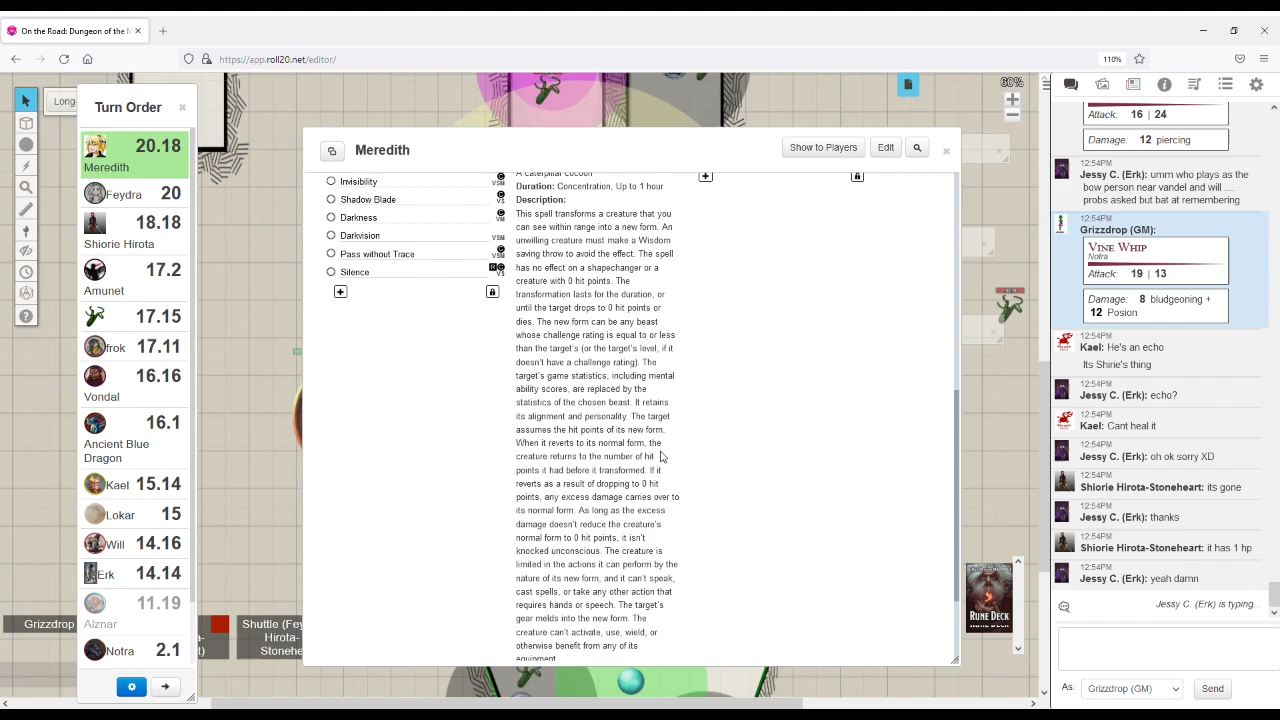 On the Road: Dungeon of the M
https://app.roll20.net/editor/
110%
Long-
Turn Order
20.18
Meredith
Feydra 20
18.18
Shiorie Hirota
17.2
Amunet
17.15
frok 17.11
16.16
Vondal
16.1
Ancient Blue
Dragon
Kael 15.14
Lokar 15
Will 14.16
Erk 14.14
11.19
Alznar
Notra 2.1
Grizzdrop
Shuttle (Fey
Hirota-
Stonehe
Meredith
Show to Players
Edit
Invisibility
C
VSM
Shadow Blade
C
VS
Darkness
C
VM
Darkvision
VSM
Pass without Trace
C
VSM
Silence
R C
VS
A caterpillar cocoon
Duration: Concentration, Up to 1 hour
Description:
This spell transforms a creature that you
can see within range into a new form. An
unwilling creature must make a Wisdom
saving throw to avoid the effect. The spell
has no effect on a shapechanger or a
creature with 0 hit points. The
transformation lasts for the duration, or
until the target drops to 0 hit points or
dies. The new form can be any beast
whose challenge rating is equal to or less
than the target's (or the target's level, if it
doesn't have a challenge rating). The
target's game statistics, including mental
ability scores, are replaced by the
statistics of the chosen beast. It retains
its alignment and personality. The target
assumes the hit points of its new form.
When it reverts to its normal form, the
creature returns to the number of hit
points it had before it transformed. If it
reverts as a result of dropping to 0 hit
points, any excess damage carries over to
its normal form. As long as the excess
damage doesn't reduce the creature's
normal form to 0 hit points, it isn't
knocked unconscious. The creature is
limited in the actions it can perform by the
nature of its new form, and it can't speak,
cast spells, or take any other action that
requires hands or speech. The target's
gear melds into the new form. The
creature can't activate, use, wield, or
otherwise benefit from any of its
equipment.
60%
RUNE DECK
Attack: 16 | 24
Damage: 12 piercing
12:54PM
Jessy C. (Erk): umm who plays as the
bow person near vandel and will ....
probs asked but bat at remembering
12:54PM
Grizzdrop (GM):
VINE WHIP
Notra
Attack: 19 | 13
Damage: 8 bludgeoning +
12 Posion
12:54PM
Kael: He's an echo
Its Shirie's thing
12:54PM
Jessy C. (Erk): echo?
12:54PM
Kael: Cant heal it
12:54PM
Jessy C. (Erk): oh ok sorry XD
12:54PM
Shiorie Hirota-Stoneheart: its gone
12:54PM
Jessy C. (Erk): thanks
12:54PM
Shiorie Hirota-Stoneheart: it has 1 hp
12:54PM
Jessy C. (Erk): yeah damn
Jessy C. (Erk) is typing...
As: Grizzdrop (GM)
Send